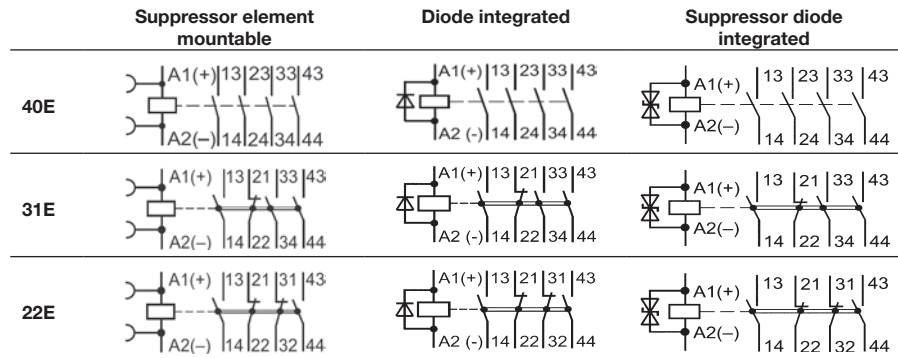 Suppressor element mountable
Diode integrated
Suppressor diode integrated
40E
A1(+) 13 23 33 43
A2(–) 14 24 34 44
A1(+) 13 23 33 43
A2 (-) 14 24 34 44
A1(+) 13 23 33 43
A2(–) 14 24 34 44
31E
A1(+) 13 21 33 43
A2(–) 14 22 34 44
A1(+) 13 21 33 43
A2 (-) 14 22 34 44
A1(+) 13 21 33 43
A2(–) 14 22 34 44
22E
A1(+) 13 21 31 43
A2(–) 14 22 32 44
A1(+) 13 21 31 43
A2 (-) 14 22 32 44
A1(+) 13 21 31 43
A2(–) 14 22 32 44